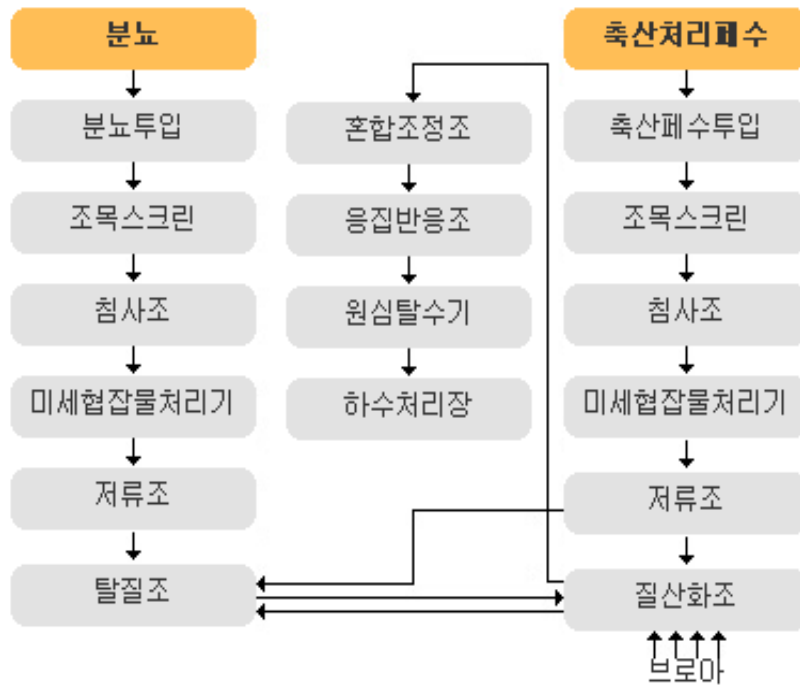 분뇨
분뇨투입
조목스크린
침사조
미세협잡물처리기
저류조
탈질조
혼합조정조
응집반응조
원심탈수기
하수처리장
축산처리폐수
축산폐수투입
조목스크린
침사조
미세협잡물처리기
저류조
질산화조
브로아